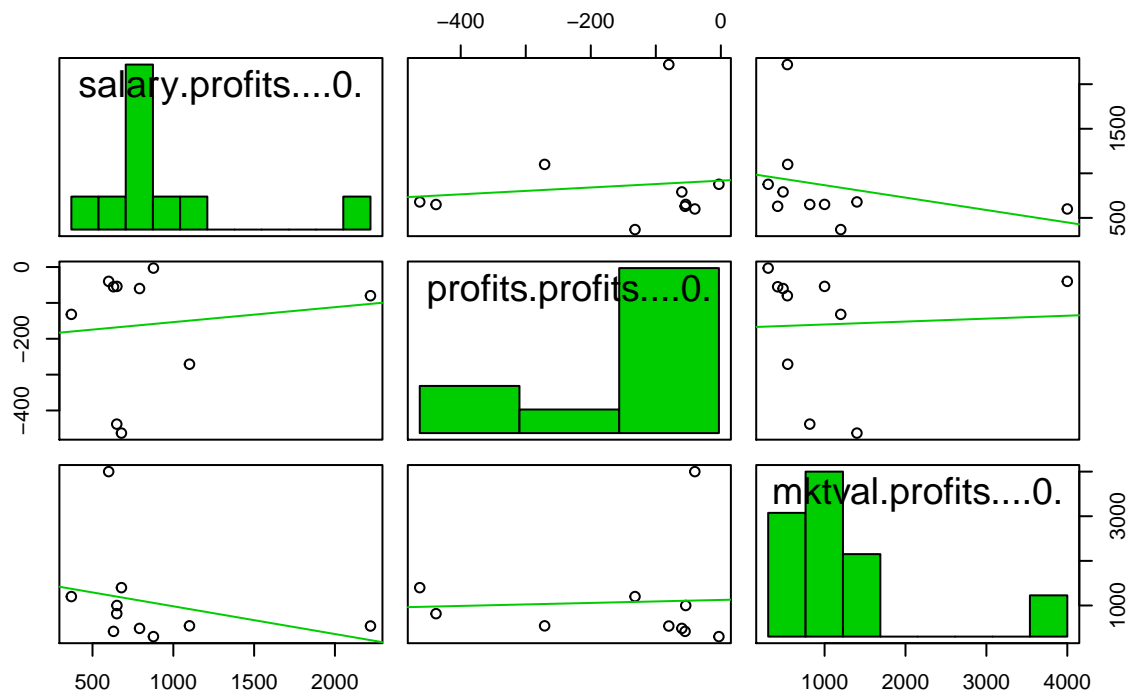 −400 −200 0
salary.profits....0.
500 1500
−400 −200 0
profits.profits....0.
mktval.profits....0.
1000 3000
500 1000 1500 2000
1000 2000 3000 4000